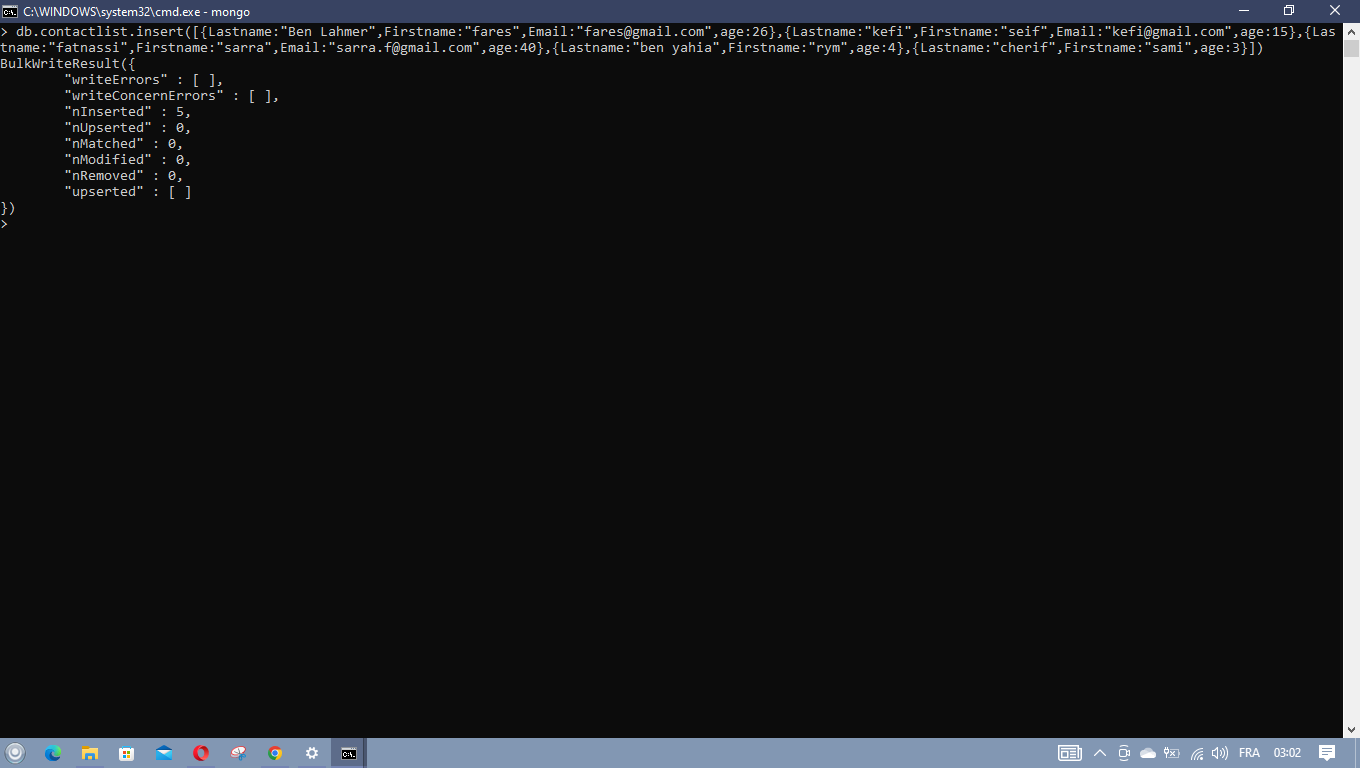 C:\WINDOWS\system32\cmd.exe - mongo
> db.contactlist.insert([{Lastname:"Ben Lahmer",Firstname:"fares",Email:"fares@gmail.com",age:26},{Lastname:"kefi",Firstname:"seif",Email:"kefi@gmail.com",age:15},{Las
tname:"fatnassi",Firstname:"sarra",Email:"sarra.f@gmail.com",age:40},{Lastname:"ben yahia",Firstname:"rym",age:4},{Lastname:"cherif",Firstname:"sami",age:3}])
BulkWriteResult({
        "writeErrors" : [ ],
        "writeConcernErrors" : [ ],
        "nInserted" : 5,
        "nUpserted" : 0,
        "nMatched" : 0,
        "nModified" : 0,
        "nRemoved" : 0,
        "upserted" : [ ]
})
>
FRA 03:02